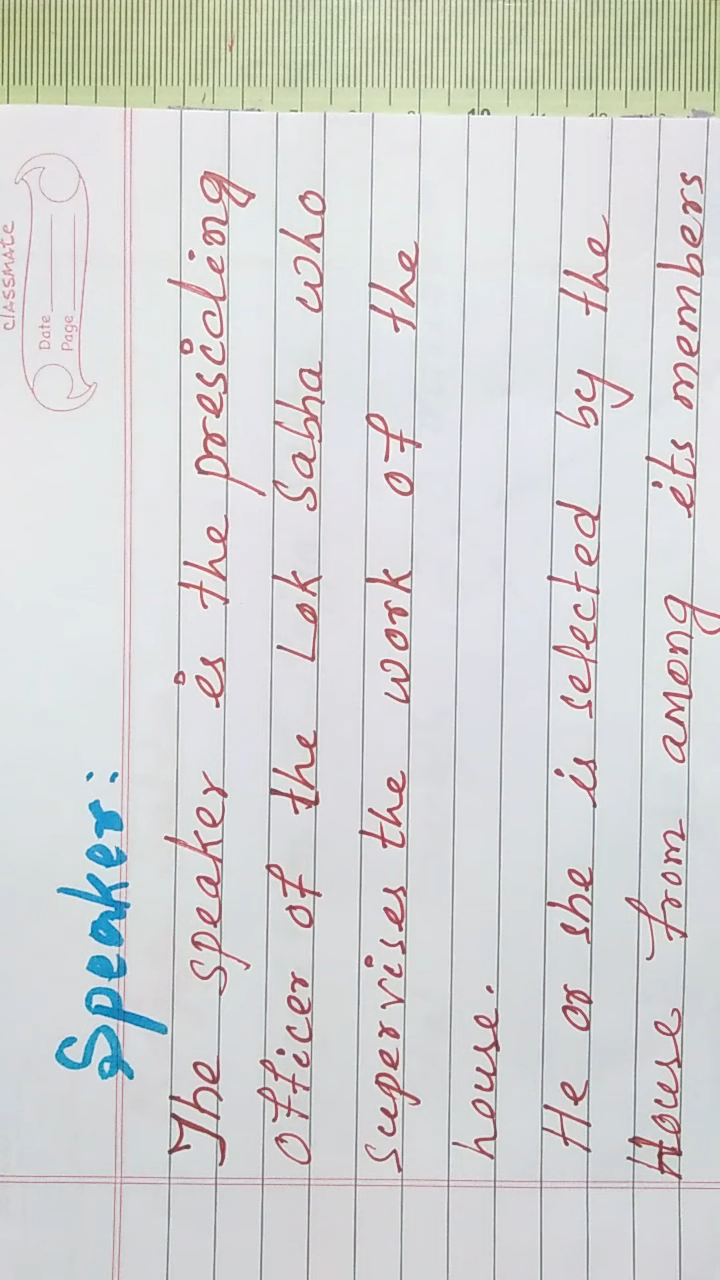 classmate
Date
Page
Speaker:
The speaker is the presiding
officer of the Lok Sabha who
supervises the work of the
house.
He or she is selected by the
House from among its members